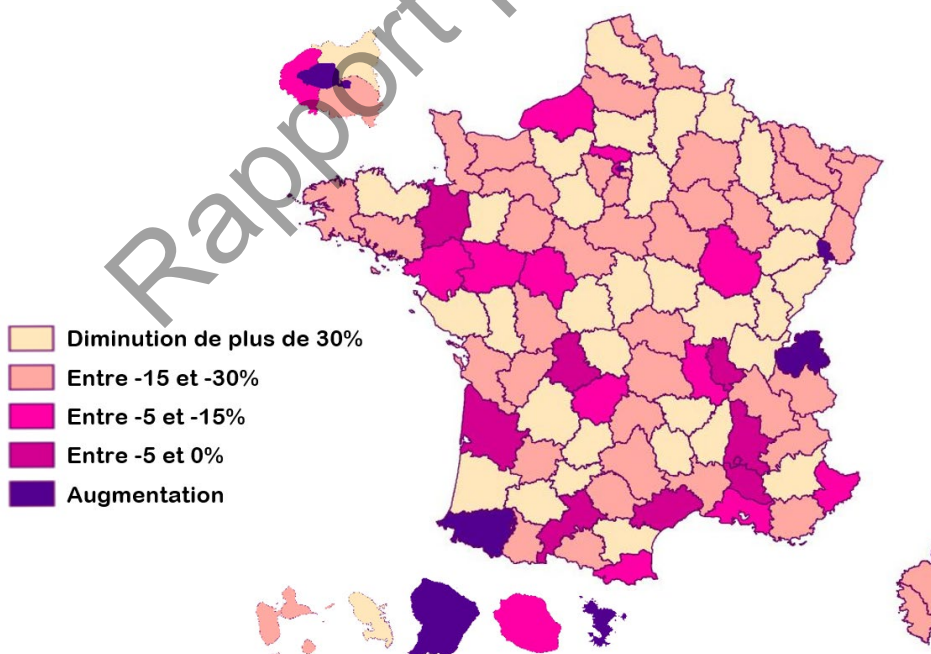 Rapport
Diminution de plus de 30%
Entre -15 et -30%
Entre -5 et -15%
Entre -5 et 0%
Augmentation